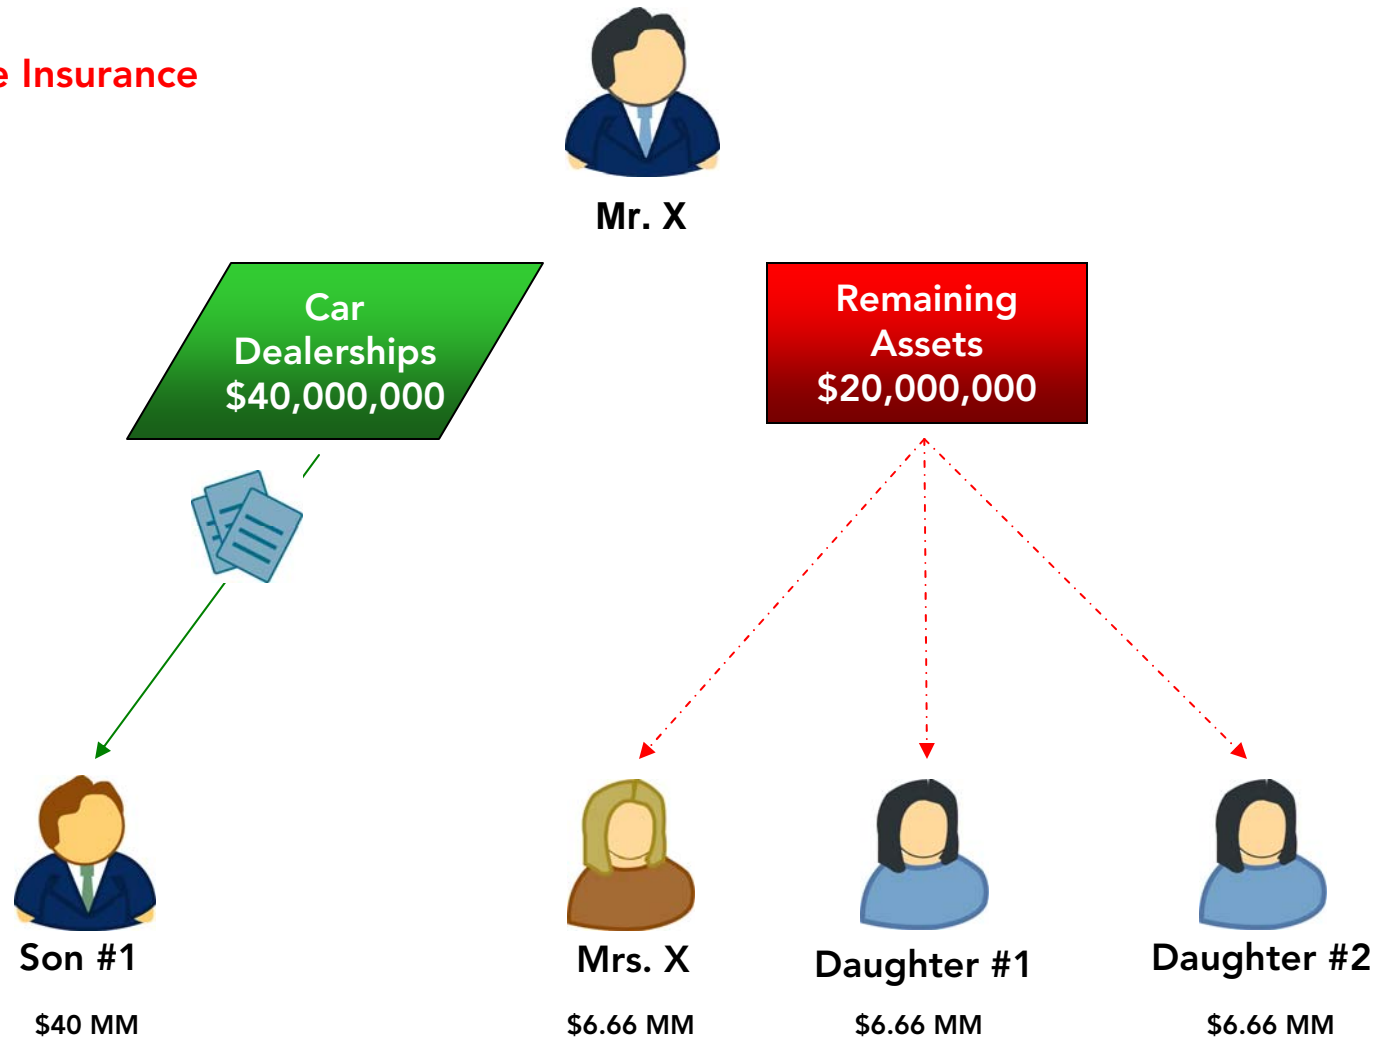 Insurance
Mr. X
Car
Dealerships
$40,000,000
Remaining
Assets
$20,000,000
Son #1
Mrs. X
Daughter #1
Daughter #2
$40 MM
$6.66 MM
$6.66 MM
$6.66 MM